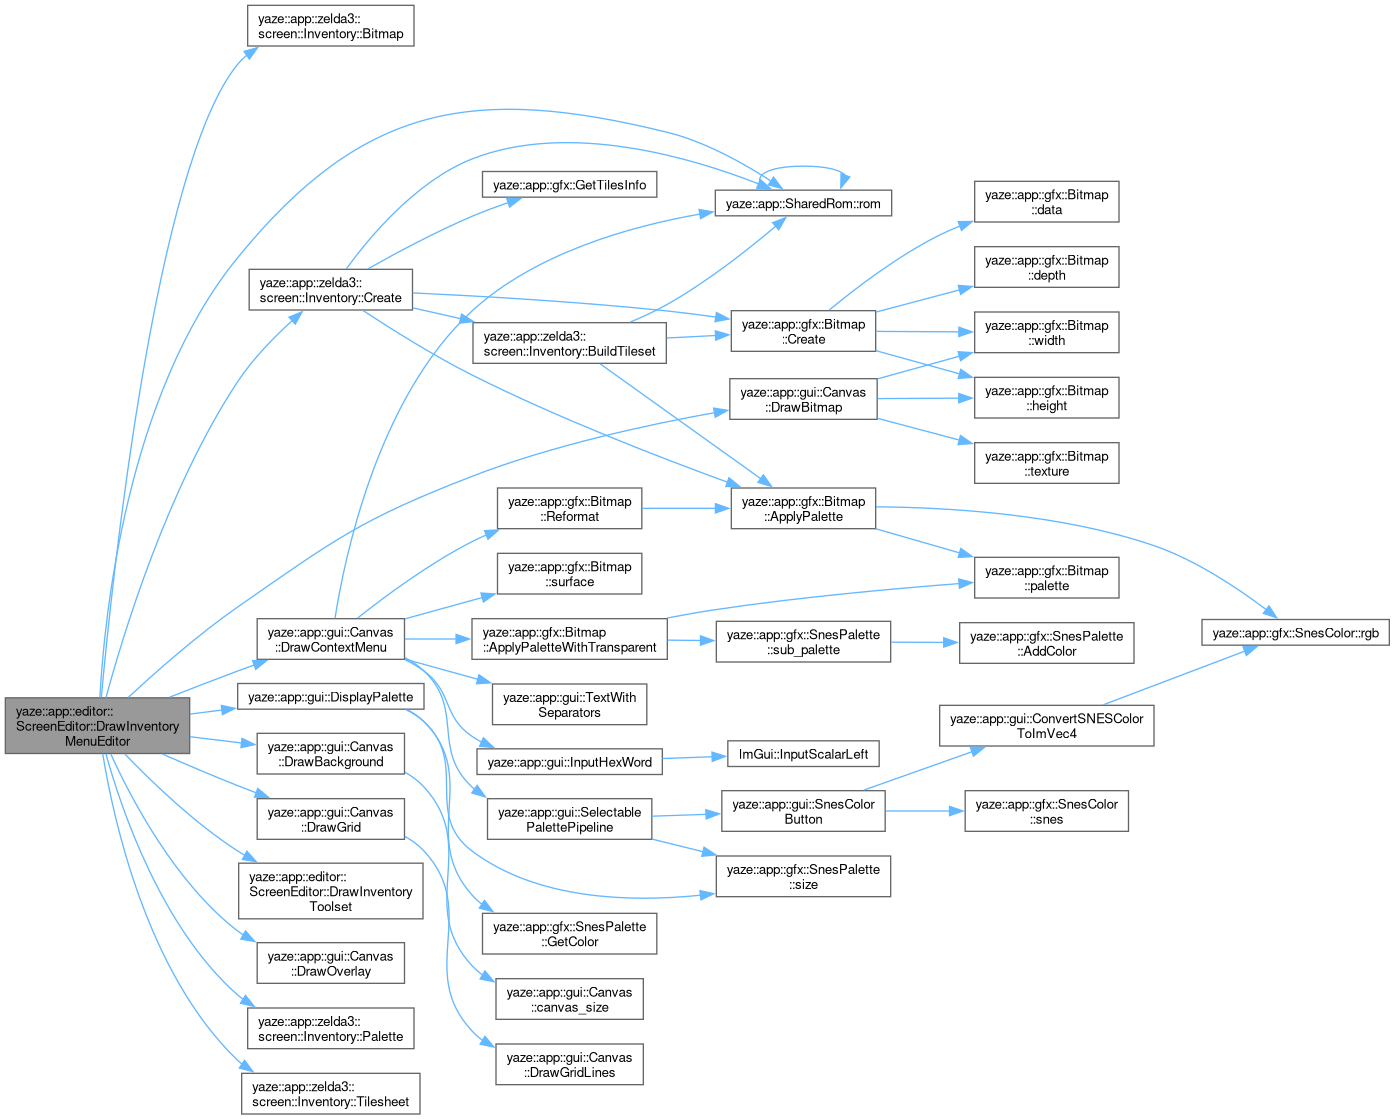 yaze::app::zelda3::
screen::Inventory::Bitmap
yaze::app::gfx::GetTilesInfo
yaze::app::SharedRom::rom
yaze::app::gfx::Bitmap
::data
yaze::app::gfx::Bitmap
::depth
yaze::app::zelda3::
screen::Inventory::Create
yaze::app::zelda3::
screen::Inventory::BuildTileset
yaze::app::gfx::Bitmap
::Create
yaze::app::gfx::Bitmap
::width
yaze::app::gui::Canvas
::DrawBitmap
yaze::app::gfx::Bitmap
::height
yaze::app::gfx::Bitmap
::texture
yaze::app::gfx::Bitmap
::Reformat
yaze::app::gfx::Bitmap
::ApplyPalette
yaze::app::gfx::Bitmap
::surface
yaze::app::gfx::Bitmap
::palette
yaze::app::gui::Canvas
::DrawContextMenu
yaze::app::gfx::Bitmap
::ApplyPaletteWithTransparent
yaze::app::gfx::SnesPalette
::sub_palette
yaze::app::gfx::SnesPalette
::AddColor
yaze::app::gfx::SnesColor::rgb
yaze::app::editor::
ScreenEditor::DrawInventory
MenuEditor
yaze::app::gui::DisplayPalette
yaze::app::gui::TextWith
Separators
yaze::app::gui::ConvertSNESColor
ToImVec4
yaze::app::gui::Canvas
::DrawBackground
yaze::app::gui::InputHexWord
ImGui::InputScalarLeft
yaze::app::gui::Canvas
::DrawGrid
yaze::app::gui::Selectable
PalettePipeline
yaze::app::gui::SnesColor
Button
yaze::app::gfx::SnesColor
::snes
yaze::app::editor::
ScreenEditor::DrawInventory
Toolset
yaze::app::gfx::SnesPalette
::size
yaze::app::gfx::SnesPalette
::GetColor
yaze::app::gui::Canvas
::DrawOverlay
yaze::app::gui::Canvas
::canvas_size
yaze::app::zelda3::
screen::Inventory::Palette
yaze::app::gui::Canvas
::DrawGridLines
yaze::app::zelda3::
screen::Inventory::Tilesheet